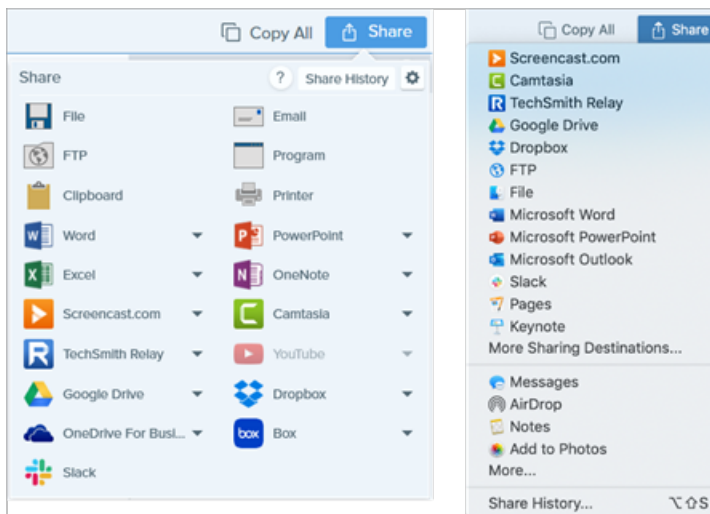 Copy All Share
Share ? Share History
File Email
FTP Program
Clipboard Printer
Word PowerPoint
Excel OneNote
Screencast.com Camtasia
TechSmith Relay YouTube
Google Drive Dropbox
OneDrive For Busi... box Box
Slack
Copy All Share
Screencast.com
Camtasia
TechSmith Relay
Google Drive
Dropbox
FTP
File
Microsoft Word
Microsoft PowerPoint
Microsoft Outlook
Slack
Pages
Keynote
More Sharing Destinations...
Messages
AirDrop
Notes
Add to Photos
More...
Share History... ⌥⇧S